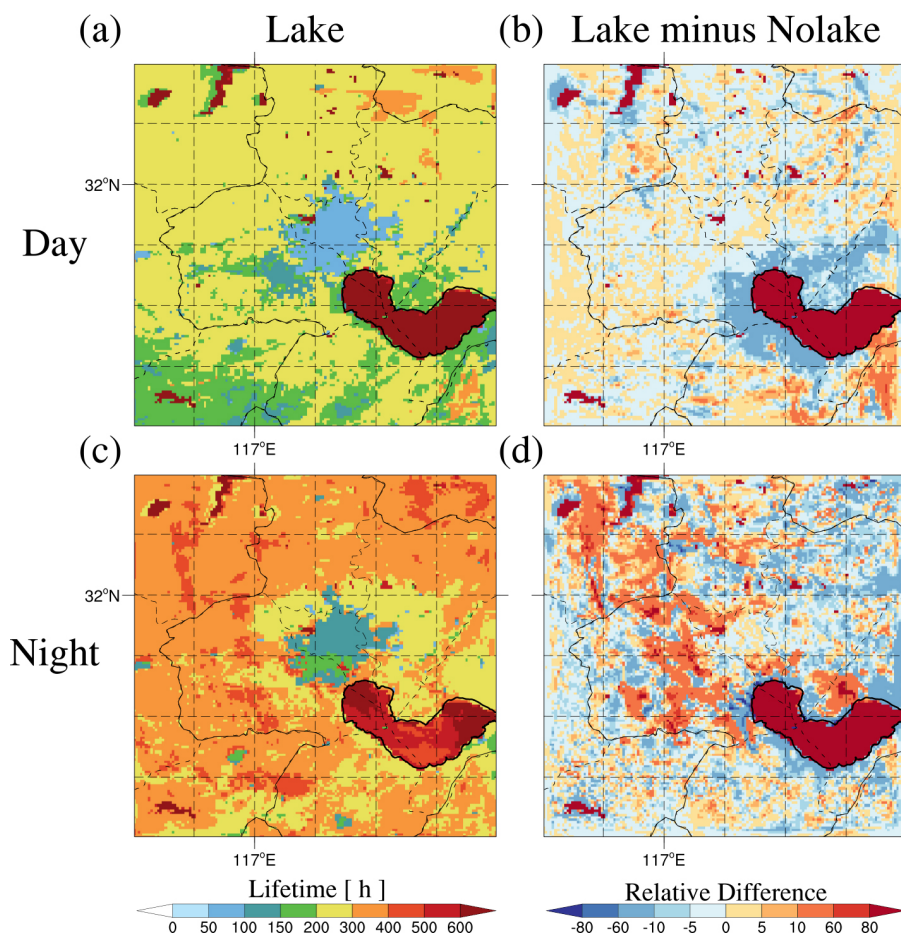 (a) Lake
(b) Lake minus Nolake
32°N
Day
117°E
117°E
(c)
(d)
32°N
Night
117°E
117°E
Lifetime [ h ]
0 50 100 150 200 300 400 500 600
Relative Difference
-80 -60 -10 -5 0 5 10 60 80